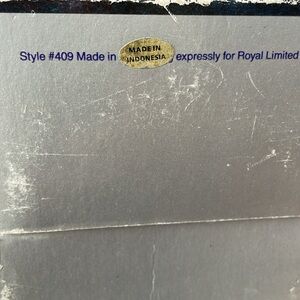 Style #409 Made in
MADE IN
INDONESIA
expressly for Royal Limited